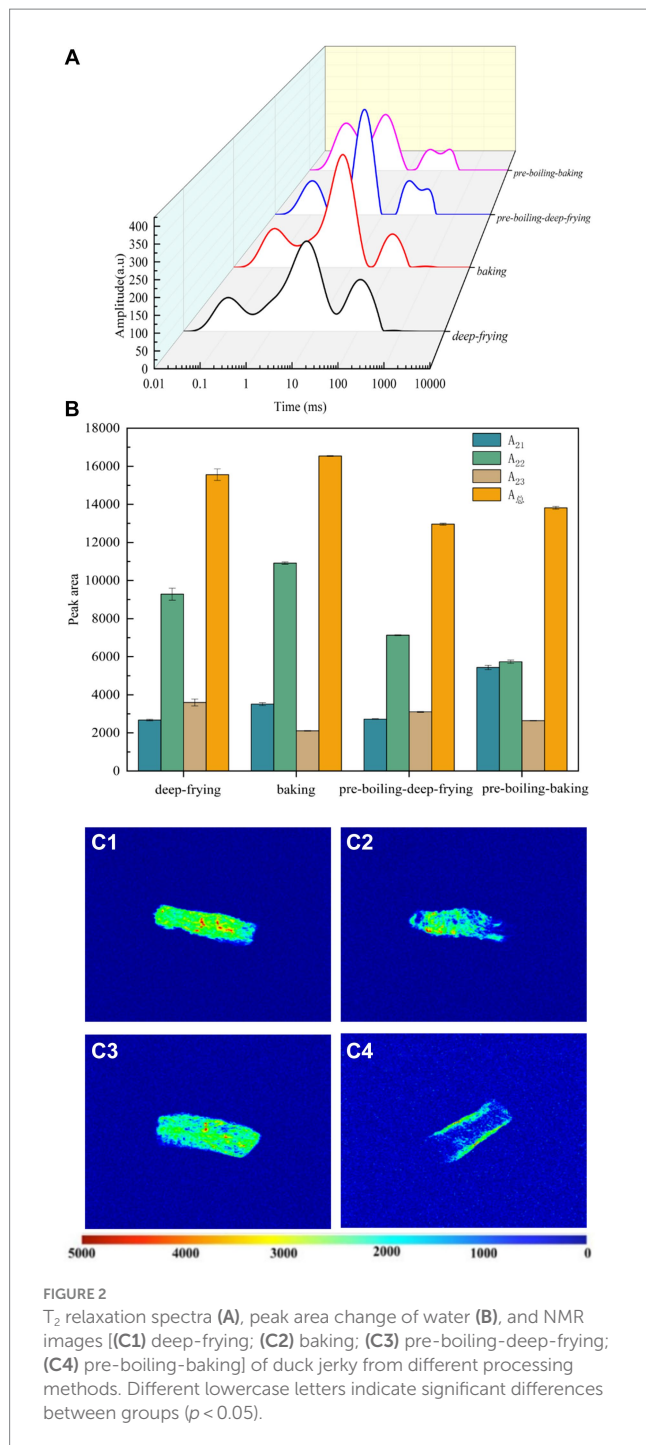 A
400
350
300
250
200
150
100
50
0
Amplitude(a.u)
0.01 0.1 1 10 100 1000 10000
Time (ms)
pre-boiling-baking
pre-boiling-deep-frying
baking
deep-frying
B
18000
16000
14000
12000
10000
8000
6000
4000
2000
0
Peak area
A21
A22
A23
A总
deep-frying baking pre-boiling-deep-frying pre-boiling-baking
C1 C2
C3 C4
5000 4000 3000 2000 1000 0
FIGURE 2
T2 relaxation spectra (A), peak area change of water (B), and NMR
images [(C1) deep-frying; (C2) baking; (C3) pre-boiling-deep-frying;
(C4) pre-boiling-baking] of duck jerky from different processing
methods. Different lowercase letters indicate significant differences
between groups (p < 0.05).